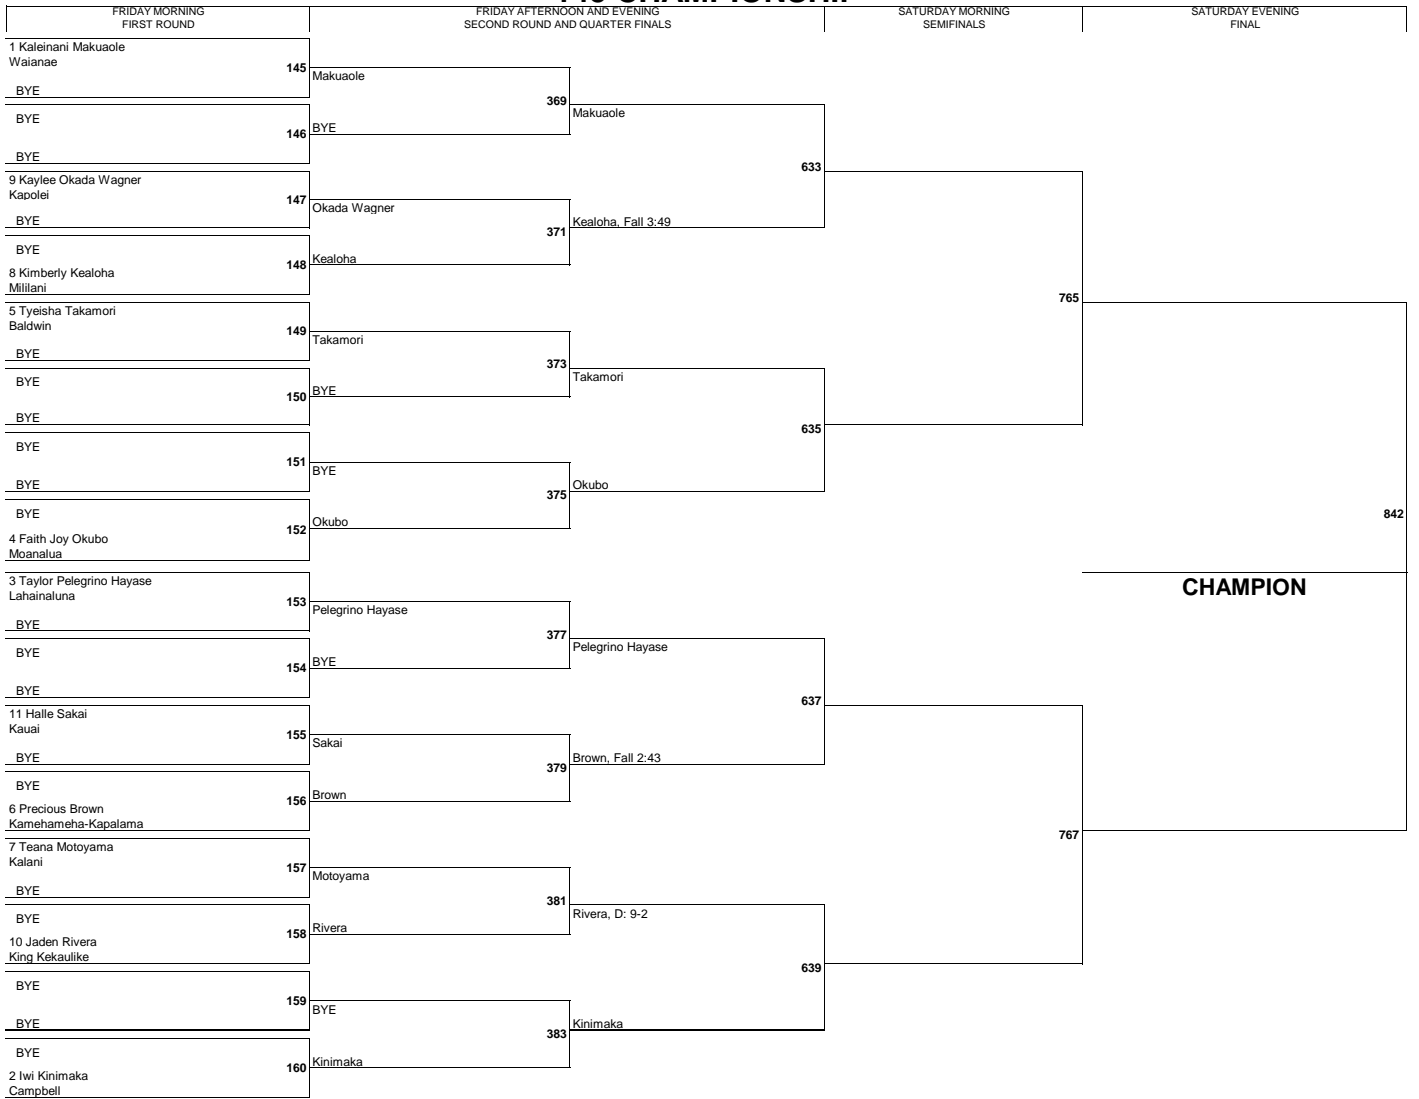 FRIDAY MORNING
FIRST ROUND
FRIDAY AFTERNOON AND EVENING
SECOND ROUND AND QUARTER FINALS
SATURDAY MORNING
SEMIFINALS
SATURDAY EVENING
FINAL
1 Kaleinani Makuaole
Waianae
145
BYE
BYE
146
BYE
9 Kaylee Okada Wagner
Kapolei
147
BYE
BYE
148
8 Kimberly Kealoha
Mililani
5 Tyeisha Takamori
Baldwin
149
BYE
BYE
150
BYE
BYE
151
BYE
BYE
152
4 Faith Joy Okubo
Moanalua
3 Taylor Pelegrino Hayase
Lahainaluna
153
BYE
BYE
154
BYE
11 Halle Sakai
Kauai
155
BYE
BYE
156
6 Precious Brown
Kamehameha-Kapalama
7 Teana Motoyama
Kalani
157
BYE
BYE
158
10 Jaden Rivera
King Kekaulike
BYE
159
BYE
BYE
160
2 Iwi Kinimaka
Campbell
Makuaole
369
BYE
Okada Wagner
371
Kealoha
Takamori
373
BYE
BYE
375
Okubo
Pelegrino Hayase
377
BYE
Sakai
379
Brown
Motoyama
381
Rivera
BYE
383
Kinimaka
Makuaole
633
Kealoha, Fall 3:49
Takamori
635
Okubo
Pelegrino Hayase
637
Brown, Fall 2:43
Rivera, D: 9-2
639
Kinimaka
765
767
842
CHAMPION